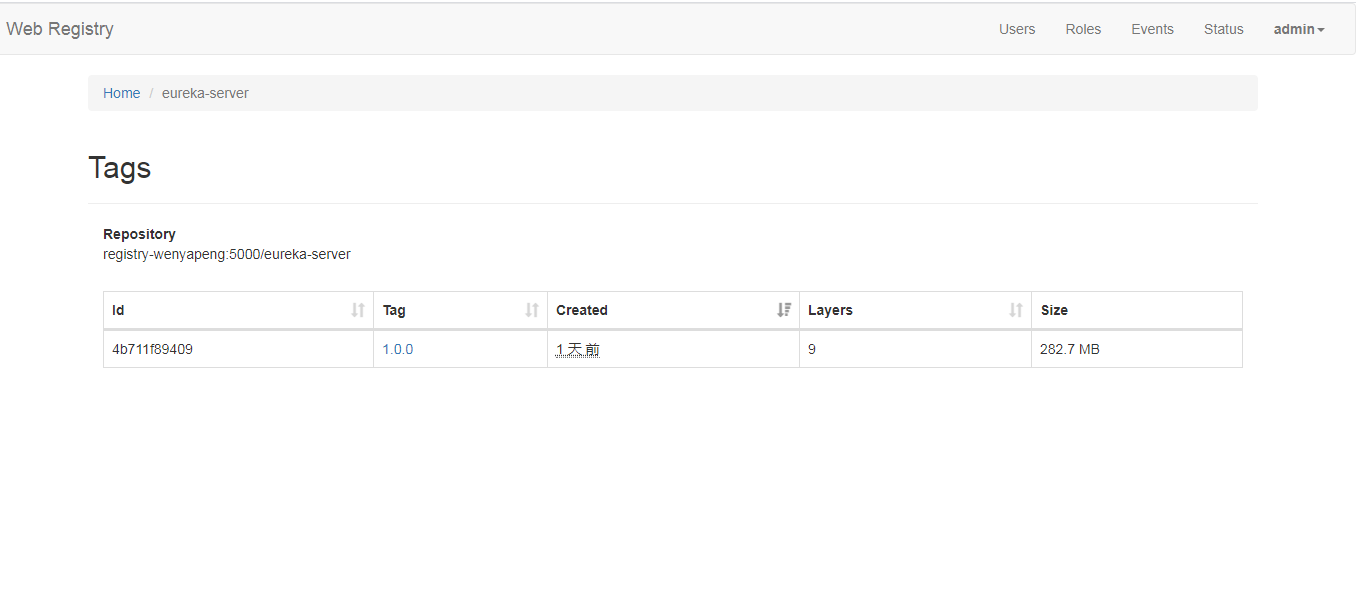 Web Registry Users Roles Events Status admin
Home / eureka-server
Tags
Repository
registry-wenyapeng:5000/eureka-server
Id Tag Created Layers Size
4b711f89409 1.0.0 1 天前 9 282.7 MB